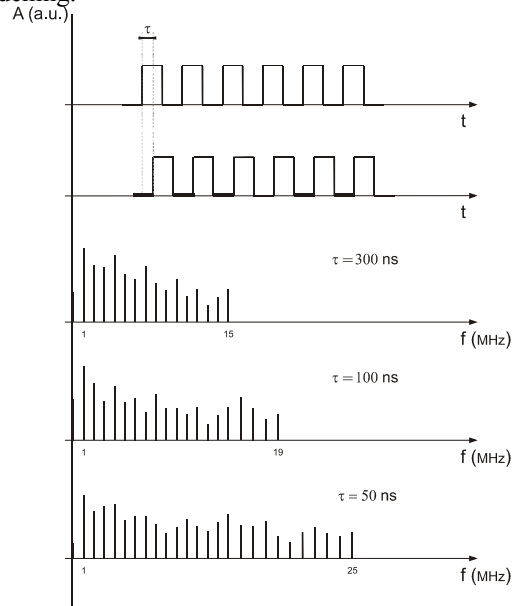 A (a.u.)
τ
t
t
τ = 300 ns
1 15
f (MHz)
τ = 100 ns
1 19
f (MHz)
τ = 50 ns
1 25
f (MHz)